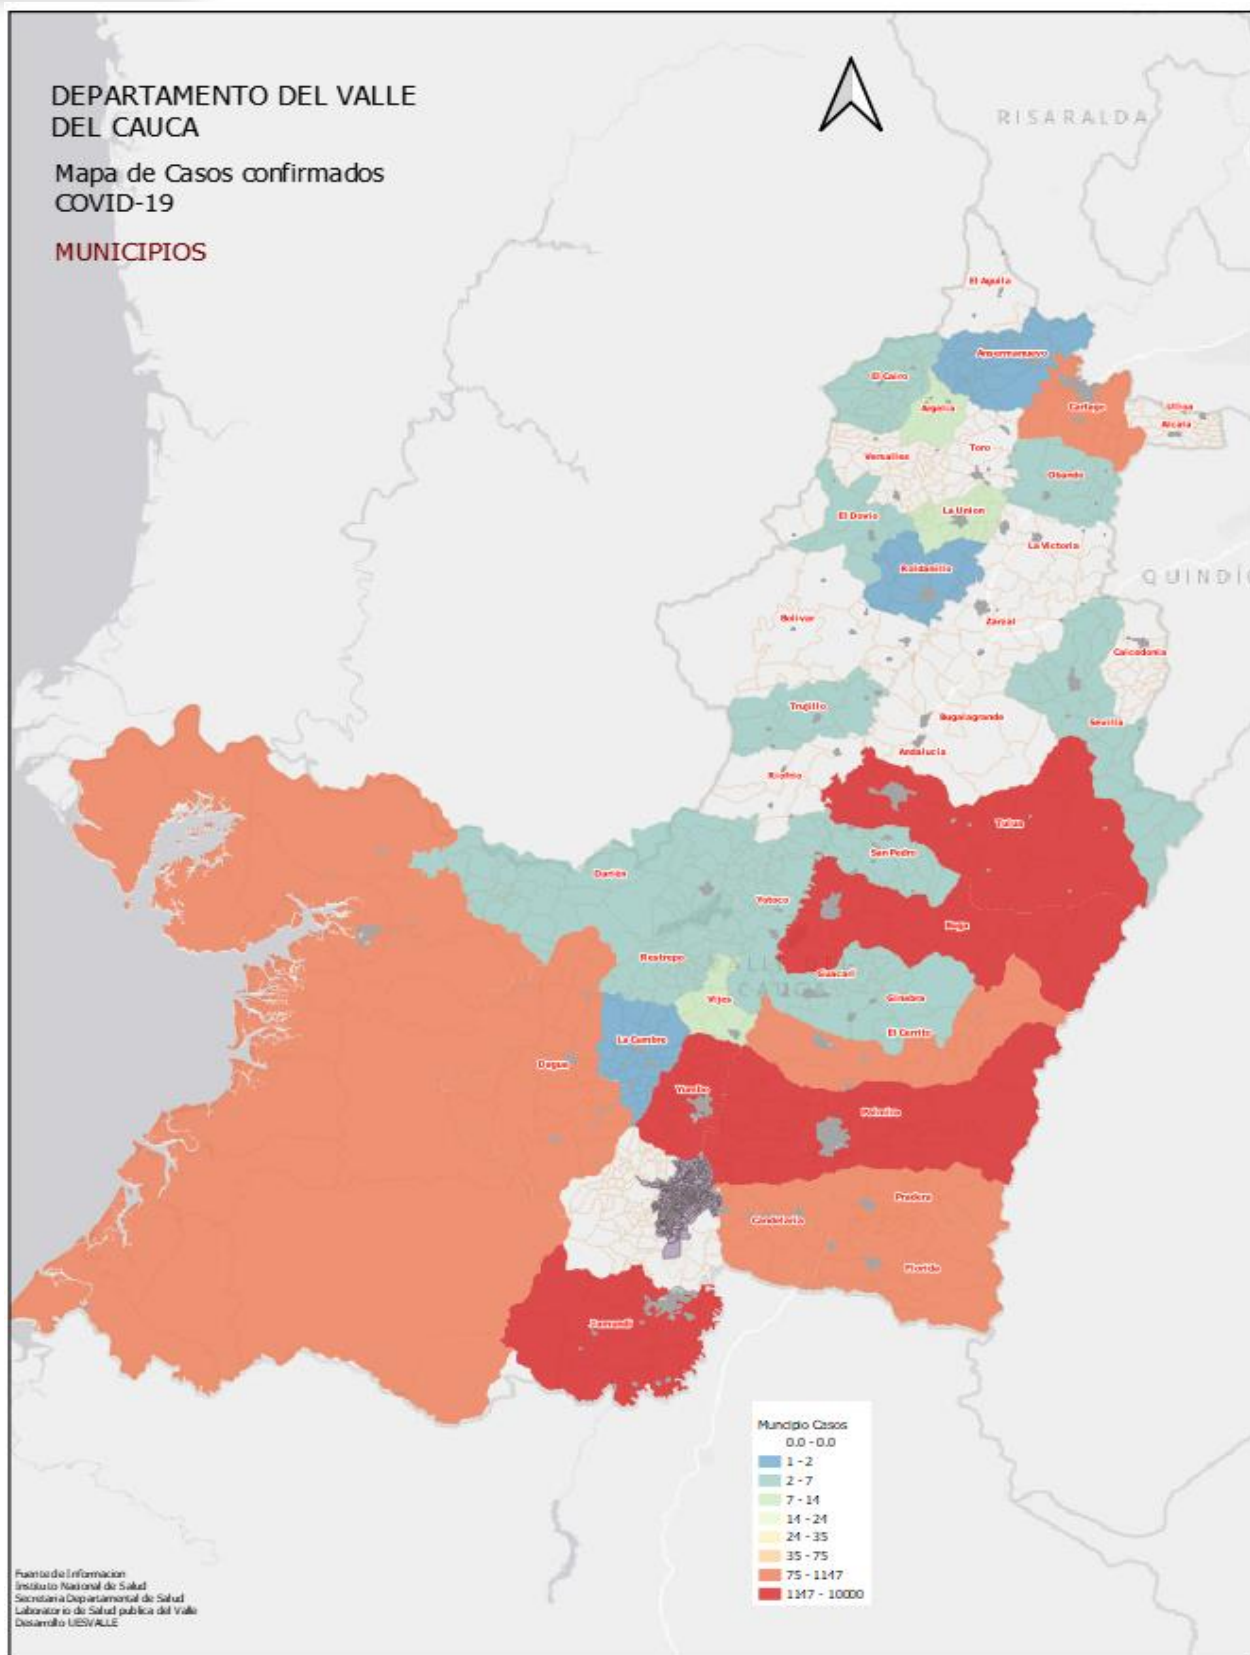 DEPARTAMENTO DEL VALLE
DEL CAUCA
Mapa de Casos confirmados
COVID-19
MUNICIPIOS
RISARALDA
El Aguila
Ansermanuevo
El Cairo
Argelia
Cartago
Ulloa
Alcala
Toro
Versalles
Obando
La Union
El Dovio
La Victoria
Roldanillo
QUINDÍO
Bolivar
Zarzal
Caicedonia
Trujillo
Bugalagrande
Sevilla
Andalucia
Riofrio
Tulua
San Pedro
Darien
Yotoco
Buga
Restrepo
Guacari
CAUCA
Vijes
Ginebra
El Cerrito
La Cumbre
Dagua
Yumbo
Palmira
Pradera
Candelaria
Florida
Jamundi
Muncipio Casos
0.0 - 0.0
1 - 2
2 - 7
7 - 14
14 - 24
24 - 35
35 - 75
75 - 1147
1147 - 10000
Fuente de Informacion
Instituto Nacional de Salud
Secretaria Departamental de Salud
Laboratorio de Salud publica del Valle
Desarrollo UESVALLE